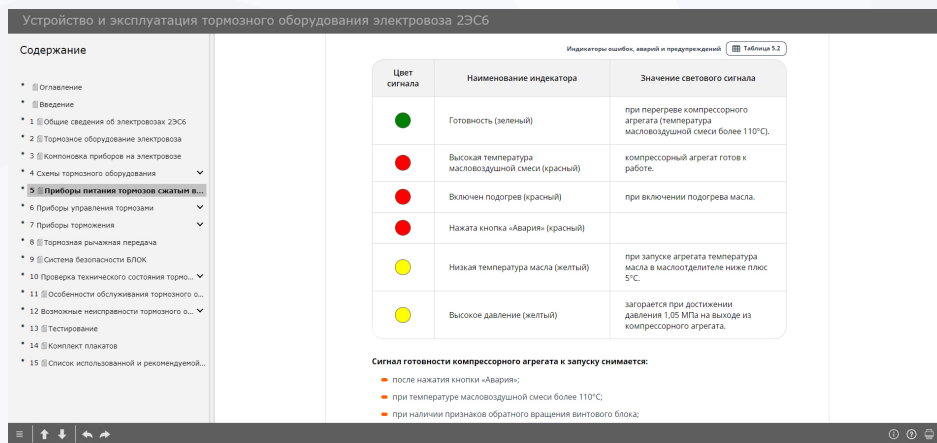 Устройство и эксплуатация тормозного оборудования электровоза 2ЭС6
Содержание
Оглавление
Введение
1 Общие сведения об электровозах 2ЭС6
2 Тормозное оборудование электровоза
3 Компоновка приборов на электровозе
4 Схемы тормозного оборудования
5 Приборы питания тормозов сжатым в...
6 Приборы управления тормозами
7 Приборы торможения
8 Тормозная рычажная передача
9 Система безопасности БЛОК
10 Проверка технического состояния тормо...
11 Особенности обслуживания тормозного о...
12 Возможные неисправности тормозного о...
13 Тестирование
14 Комплект плакатов
15 Список использованной и рекомендуемой...
Индикаторы ошибок, аварий и предупреждений Таблица 5.2
Цвет
сигнала
Наименование индикатора
Значение светового сигнала
Готовность (зеленый)
при перегреве компрессорного
агрегата (температура
масловоздушной смеси более 110°С).
Высокая температура
масловоздушной смеси (красный)
компрессорный агрегат готов к
работе.
Включен подогрев (красный)
при включении подогрева масла.
Нажата кнопка «Авария» (красный)
Низкая температура масла (желтый)
при запуске агрегата температура
масла в маслоотделителе ниже плюс
5°С.
Высокое давление (желтый)
загорается при достижении
давления 1,05 МПа на выходе из
компрессорного агрегата.
Сигнал готовности компрессорного агрегата к запуску снимается:
после нажатия кнопки «Авария»;
при температуре масловоздушной смеси более 110°С;
при наличии признаков обратного вращения винтового блока;